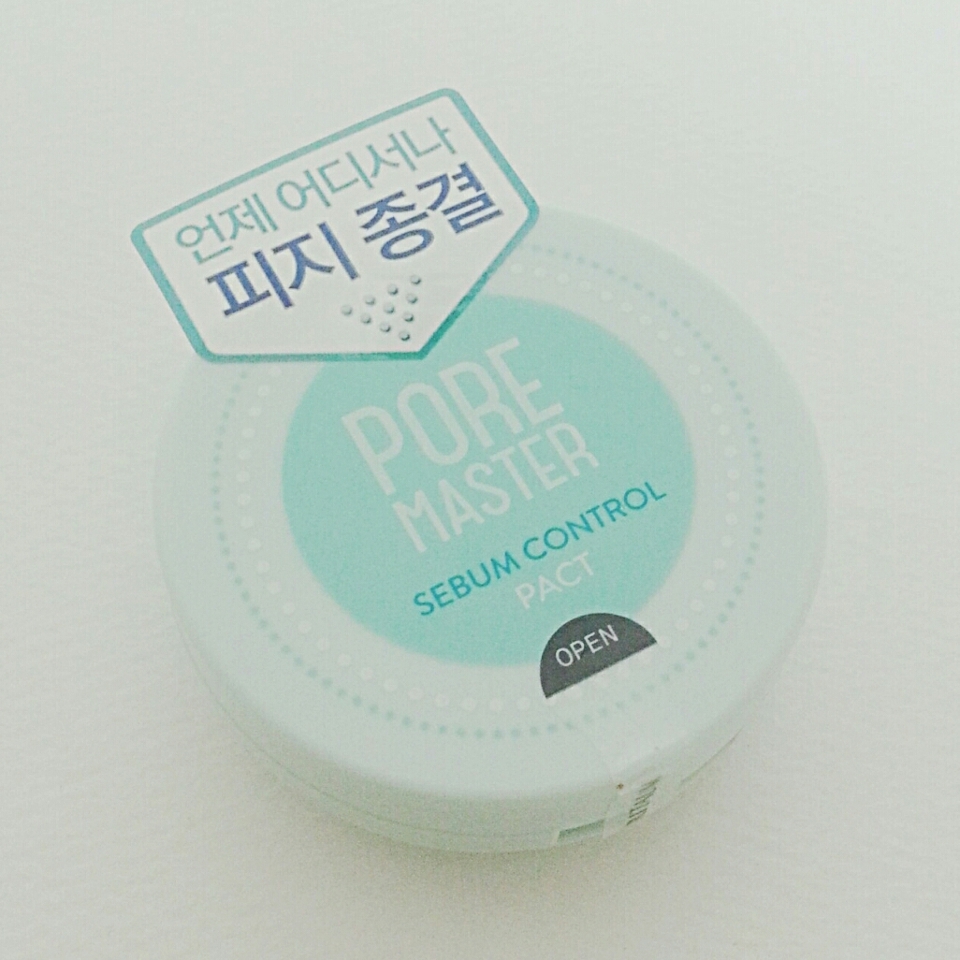 언제 어디서나
피지 종결
PORE
MASTER
SEBUM CONTROL
PACT
OPEN